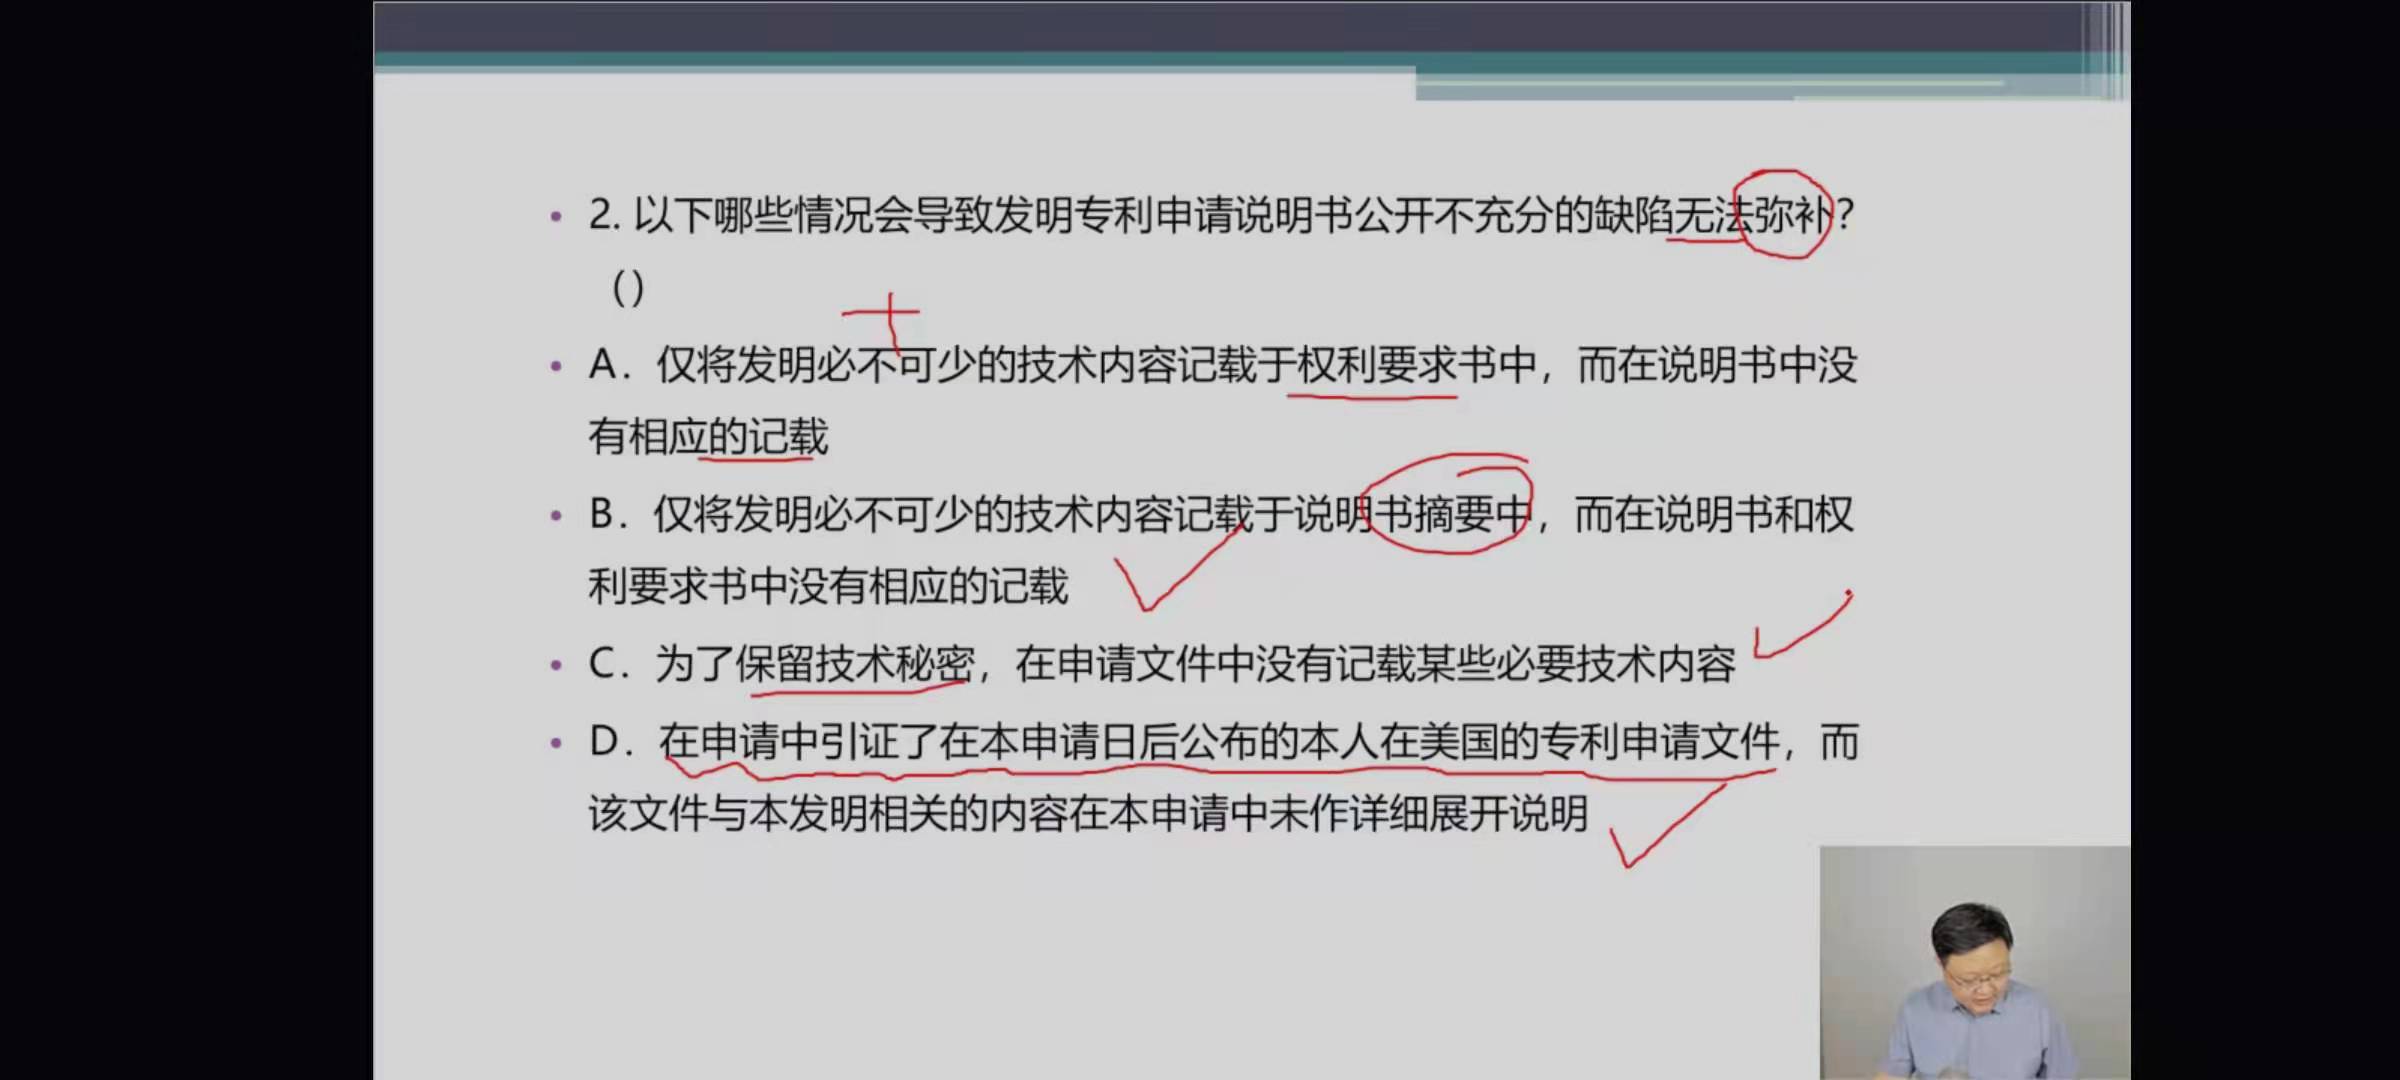 2. 以下哪些情况会导致发明专利申请说明书公开不充分的缺陷无法弥补？
（）
A．仅将发明必不可少的技术内容记载于权利要求书中，而在说明书中没
有相应的记载
B．仅将发明必不可少的技术内容记载于说明书摘要中，而在说明书和权
利要求书中没有相应的记载
C．为了保留技术秘密，在申请文件中没有记载某些必要技术内容
D．在申请中引证了在本申请日后公布的本人在美国的专利申请文件，而
该文件与本发明相关的内容在本申请中未作详细展开说明